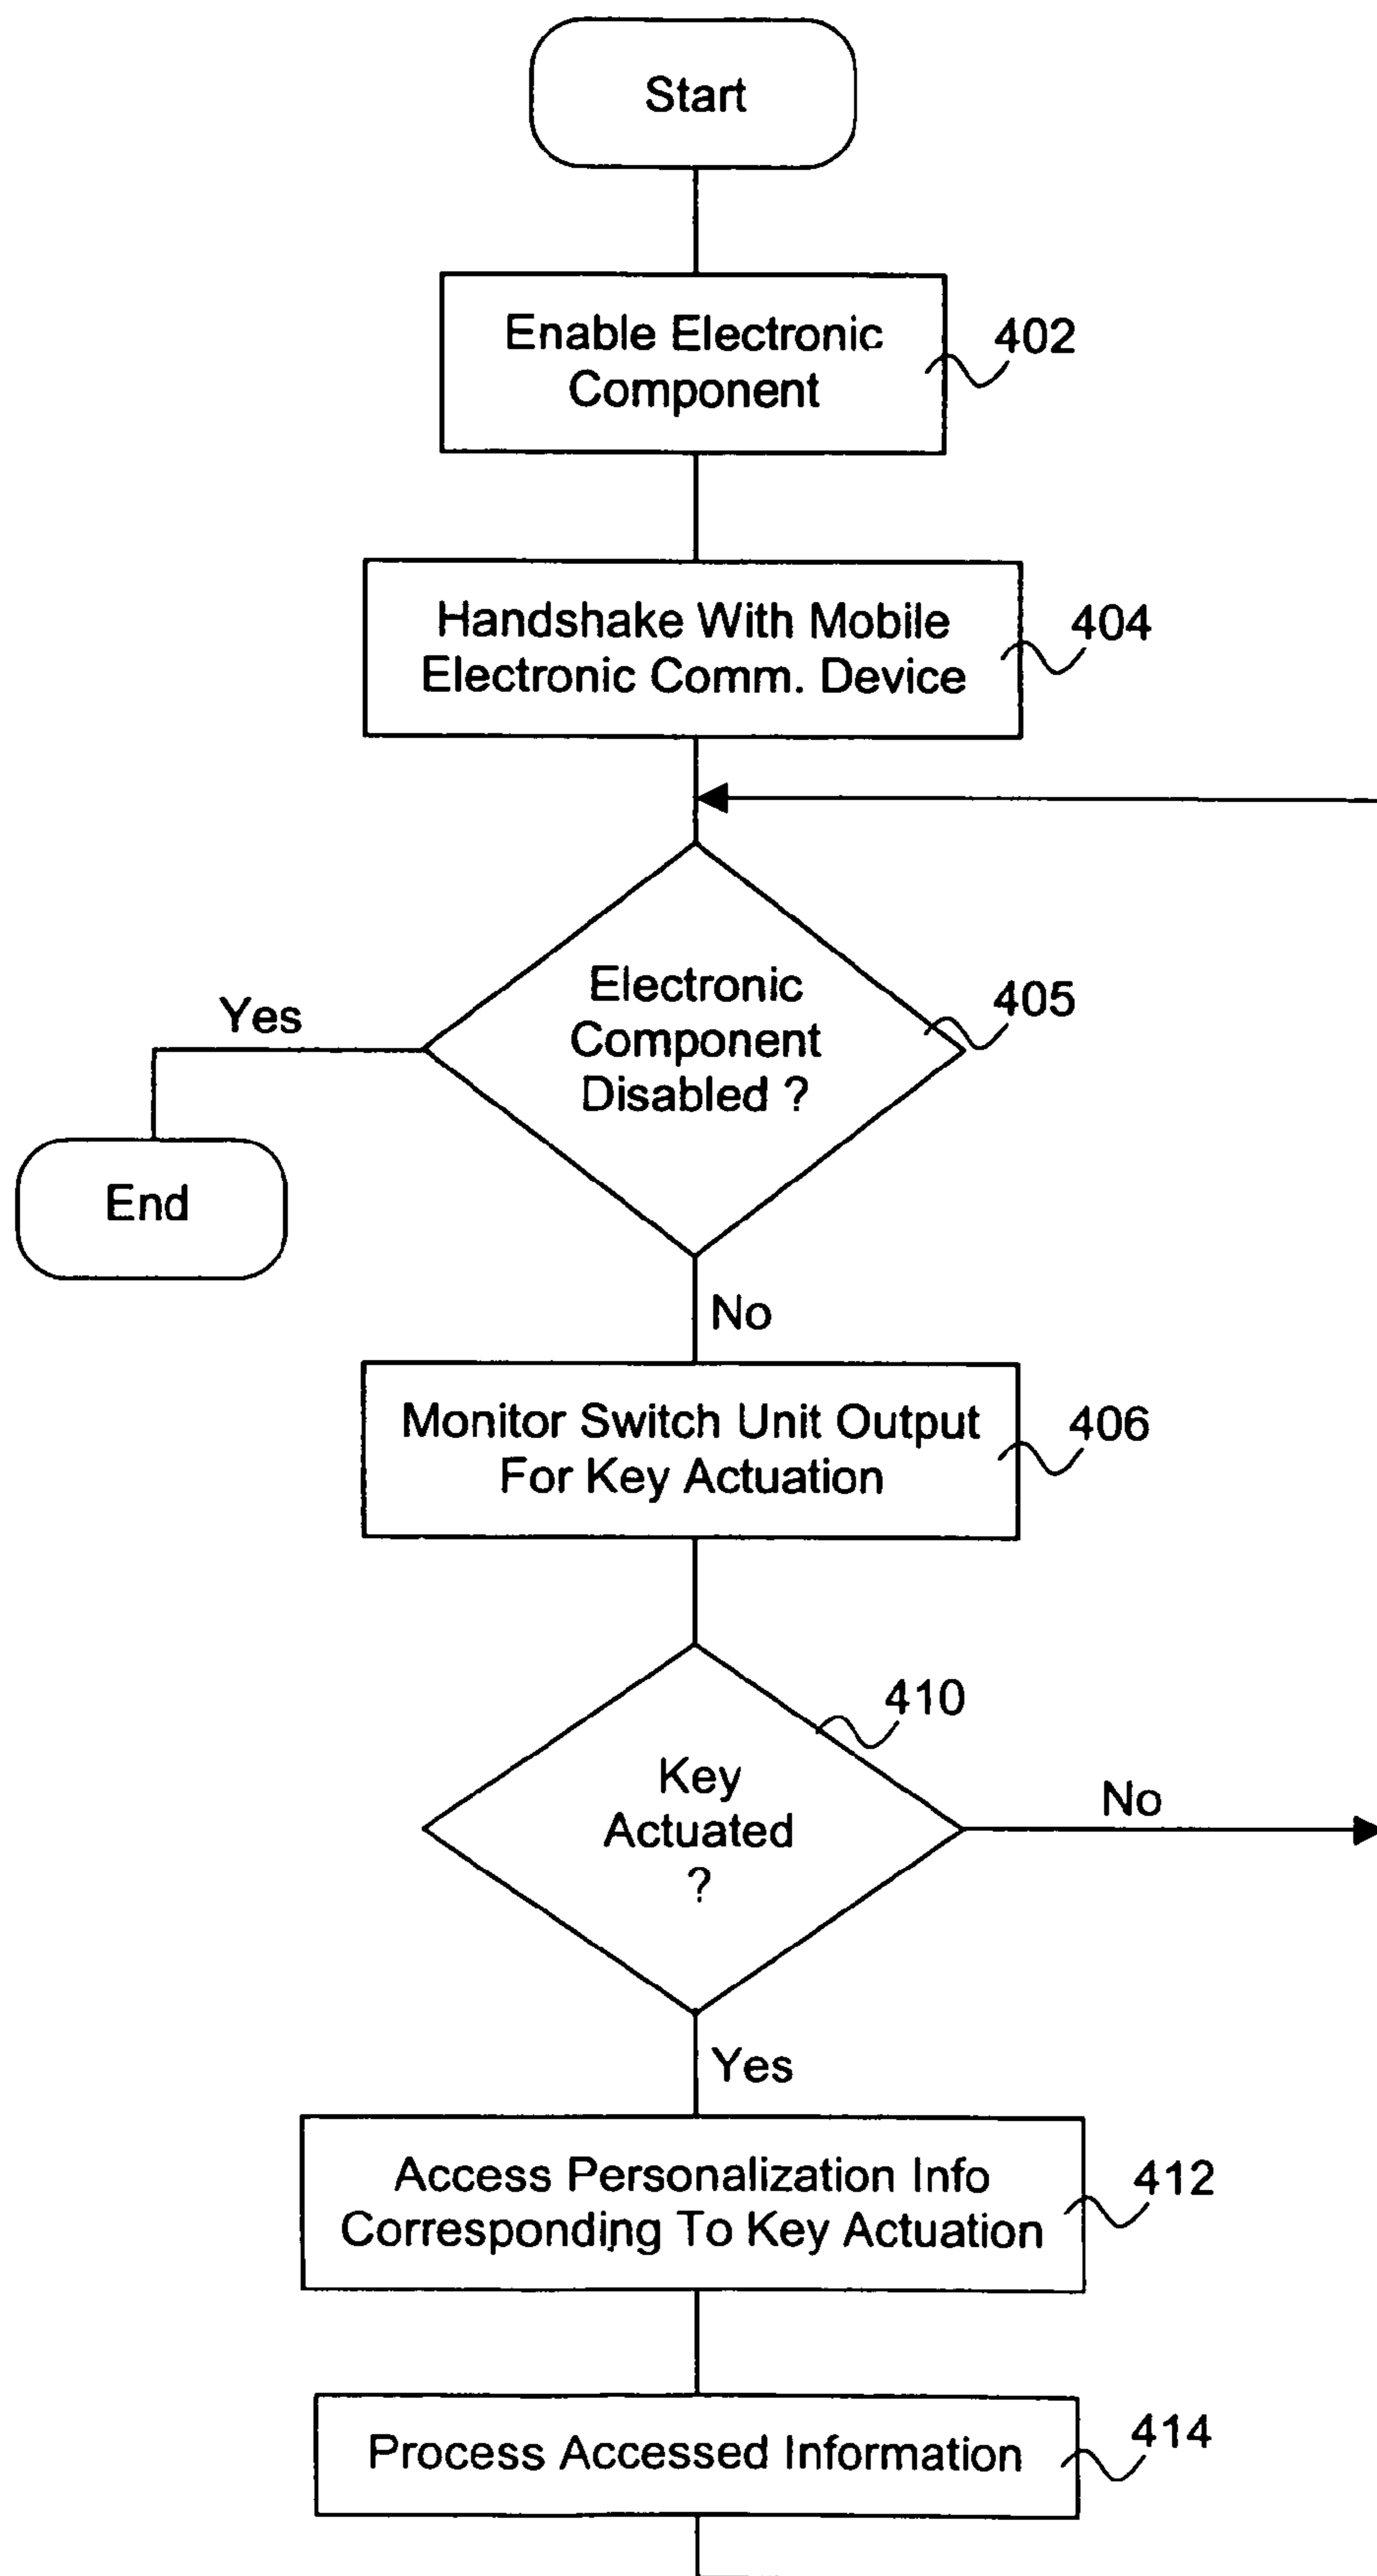 Start
Enable Electronic
Component
402
Handshake With Mobile
Electronic Comm. Device
404
Electronic
Component
Disabled ?
405
Yes
End
No
Monitor Switch Unit Output
For Key Actuation
406
410
Key
Actuated
?
No
Yes
Access Personalization Info
Corresponding To Key Actuation
412
Process Accessed Information
414